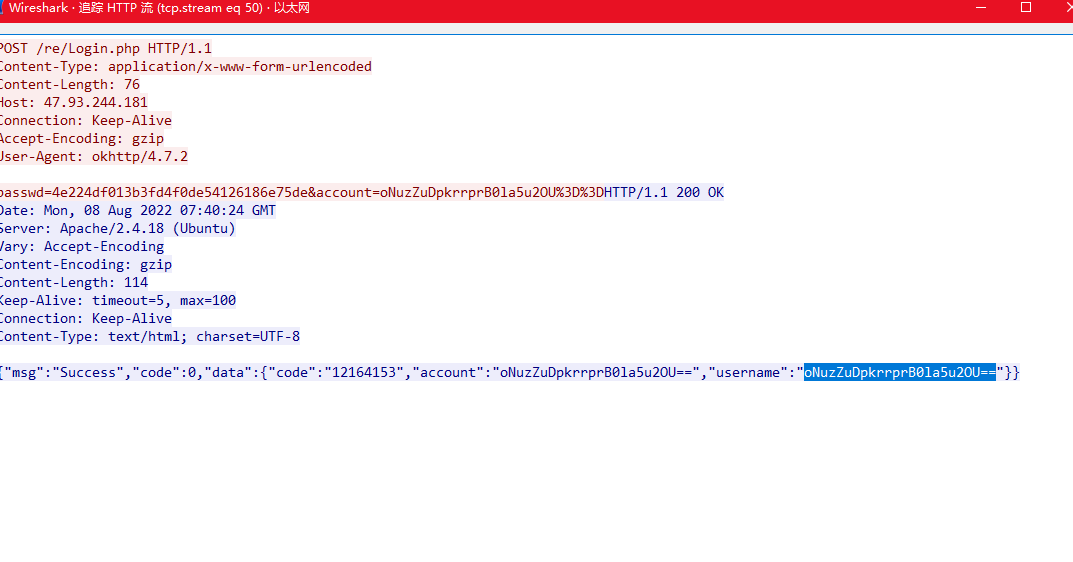 Wireshark · 追踪 HTTP 流 (tcp.stream eq 50) · 以太网
POST /re/Login.php HTTP/1.1
Content-Type: application/x-www-form-urlencoded
Content-Length: 76
Host: 47.93.244.181
Connection: Keep-Alive
Accept-Encoding: gzip
User-Agent: okhttp/4.7.2
passwd=4e224df013b3fd4f0de54126186e75de&account=oNuzZuDpkrrprB0la5u2OU%3D%3DHTTP/1.1 200 OK
Date: Mon, 08 Aug 2022 07:40:24 GMT
Server: Apache/2.4.18 (Ubuntu)
Vary: Accept-Encoding
Content-Encoding: gzip
Content-Length: 114
Keep-Alive: timeout=5, max=100
Connection: Keep-Alive
Content-Type: text/html; charset=UTF-8
{"msg":"Success","code":0,"data":{"code":"12164153","account":"oNuzZuDpkrrprB0la5u2OU==","username":"oNuzZuDpkrrprB0la5u2OU=="}}